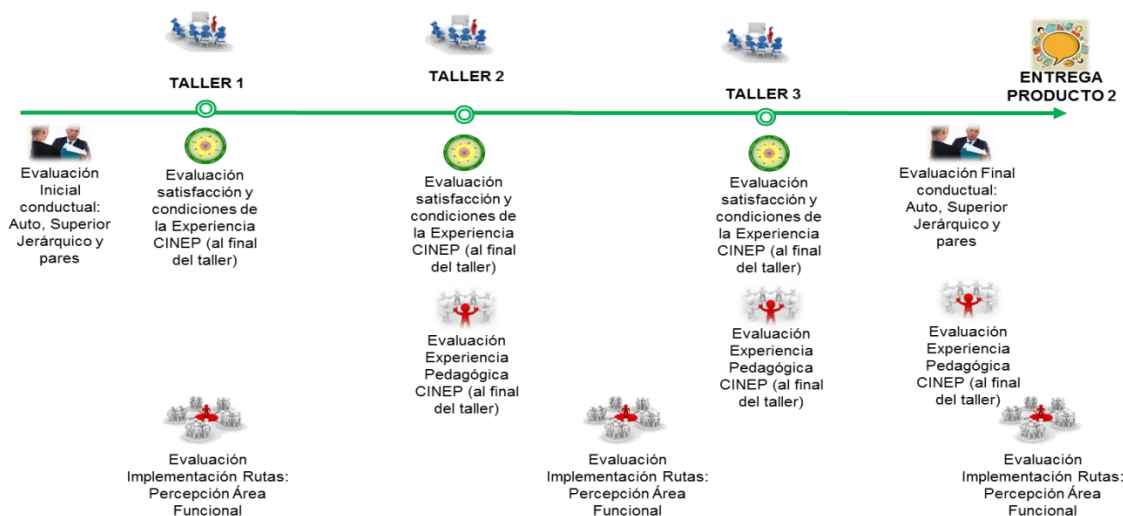 TALLER 1
TALLER 2
TALLER 3
ENTREGA
PRODUCTO 2
Evaluación
Inicial
conductual:
Auto, Superior
Jerárquico y
pares
Evaluación
satisfacción y
condiciones de
la Experiencia
CINEP (al final
del taller)
Evaluación
satisfacción y
condiciones de
la Experiencia
CINEP (al final
del taller)
Evaluación
satisfacción y
condiciones de
la Experiencia
CINEP (al final
del taller)
Evaluación Final
conductual:
Auto, Superior
Jerárquico y
pares
Evaluación
Experiencia
Pedagógica
CINEP (al final
del taller)
Evaluación
Experiencia
Pedagógica
CINEP (al final
del taller)
Evaluación
Experiencia
Pedagógica
CINEP (al final
del taller)
Evaluación
Implementación Rutas:
Percepción Área
Funcional
Evaluación
Implementación Rutas:
Percepción Área
Funcional
Evaluación
Implementación Rutas:
Percepción Área
Funcional